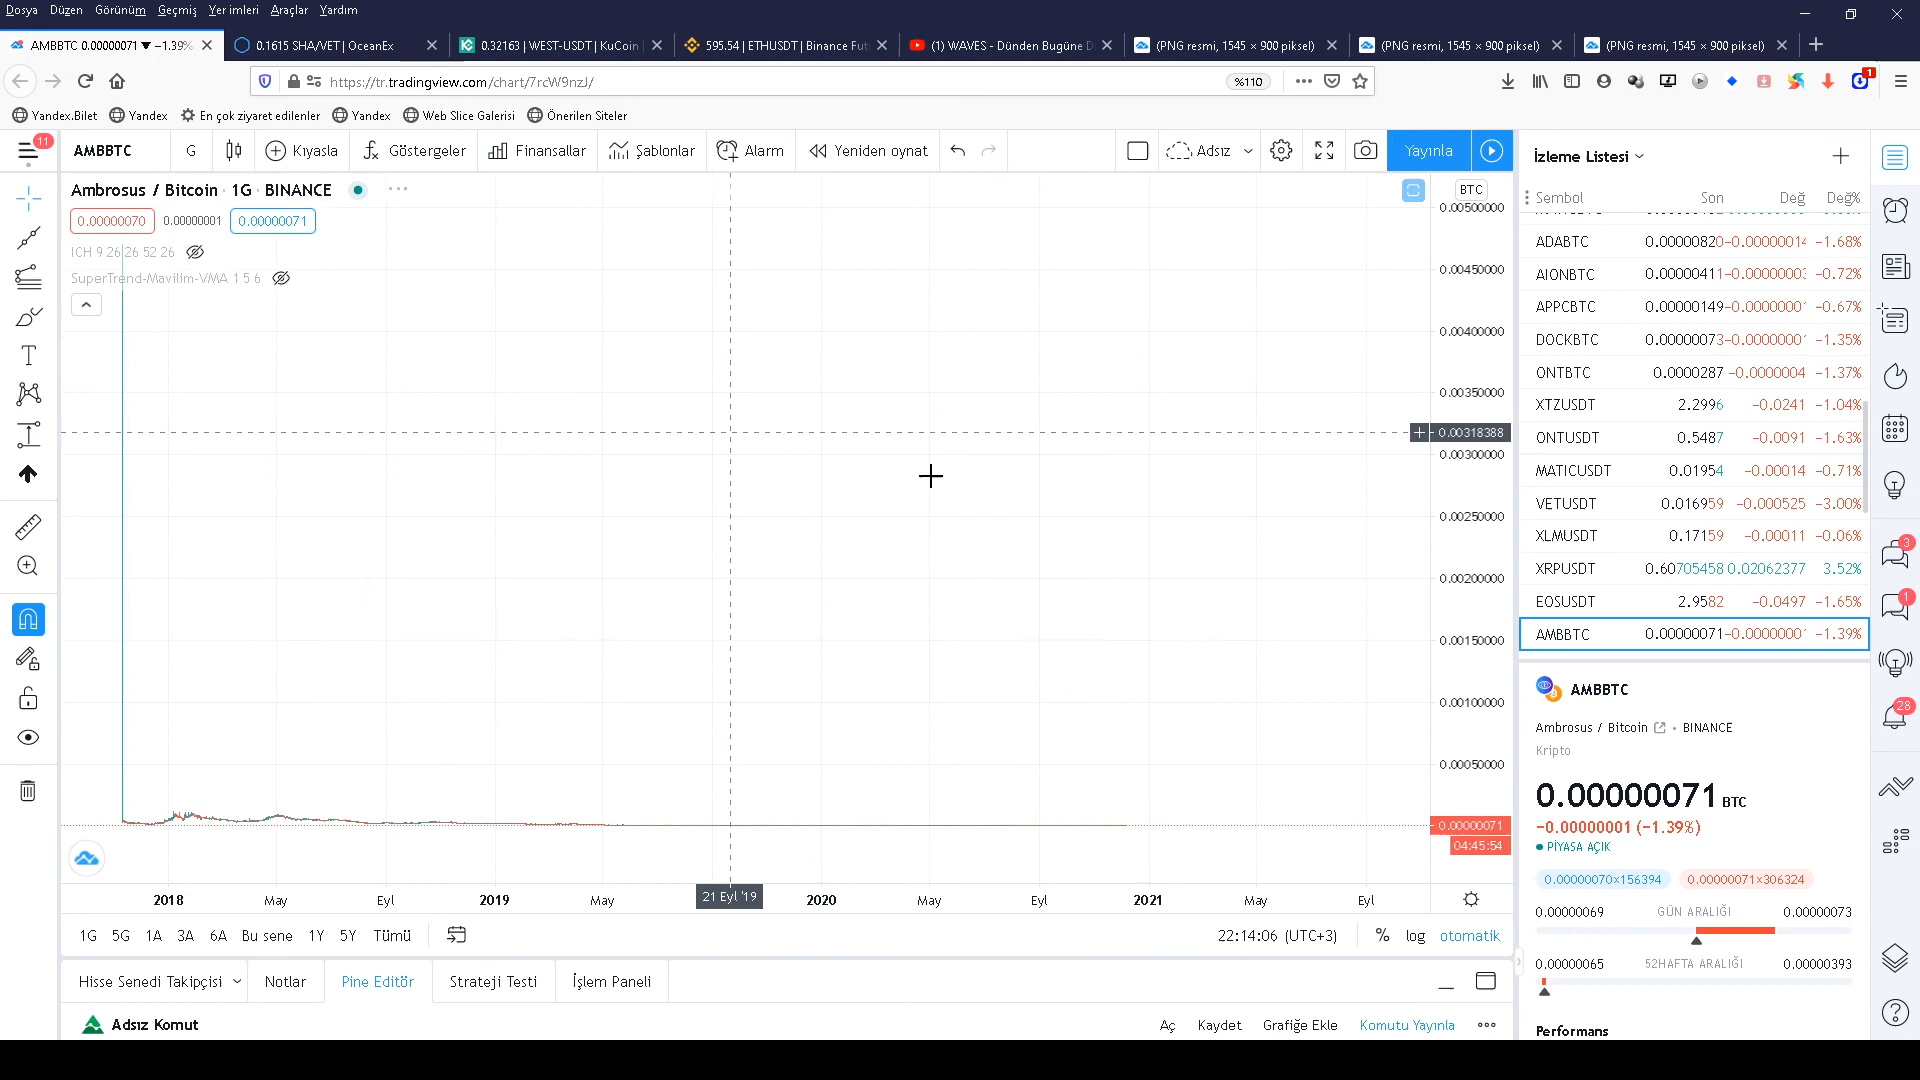 Dosya Düzen Görünüm Geçmiş Yer imleri Araçlar Yardım
AMBBTC 0.00000071 ▼ −1.39%
0.1615 SHA/VET | OceanEx
0.32163 | WEST-USDT | KuCoin
595.54 | ETHUSDT | Binance Fut
(1) WAVES - Dünden Bugüne D
(PNG resmi, 1545 × 900 piksel)
(PNG resmi, 1545 × 900 piksel)
(PNG resmi, 1545 × 900 piksel)
https://tr.tradingview.com/chart/7rcW9nzJ/
%110
1
Yandex.Bilet Yandex En çok ziyaret edilenler Yandex Web Slice Galerisi Önerilen Siteler
11
AMBBTC G Kıyasla Göstergeler Finansallar Şablonlar Alarm Yeniden oynat Adsız Yayınla
Ambrosus / Bitcoin · 1G · BINANCE
0.00000070 0.00000001 0.00000071
ICH 9 26 26 52 26
SuperTrend-Mavilim-VMA 1 5 6
BTC
0.00500000
0.00450000
0.00400000
0.00350000
0.00318388
0.00300000
0.00250000
0.00200000
0.00150000
0.00100000
0.00050000
0.00000071
04:45:54
2018 May Eyl 2019 May 21 Eyl '19 2020 May Eyl 2021 May Eyl
1G 5G 1A 3A 6A Bu sene 1Y 5Y Tümü
22:14:06 (UTC+3) % log otomatik
Hisse Senedi Takipçisi Notlar Pine Editör Strateji Testi İşlem Paneli
Adsız Komut
Aç Kaydet Grafiğe Ekle Komutu Yayınla
İzleme Listesi
Sembol Son Değ Değ%
ADABTC 0.00000820 −0.00000014 −1.68%
AIONBTC 0.00000411 −0.0000000 −0.72%
APPCBTC 0.00000149 −0.0000000 −0.67%
DOCKBTC 0.00000073 −0.0000000 −1.35%
ONTBTC 0.0000287 −0.0000004 −1.37%
XTZUSDT 2.2996 −0.0241 −1.04%
ONTUSDT 0.5487 −0.0091 −1.63%
MATICUSDT 0.01954 −0.00014 −0.71%
VETUSDT 0.016959 −0.000525 −3.00%
XLMUSDT 0.17159 −0.00011 −0.06%
XRPUSDT 0.60705458 0.02062377 3.52%
EOSUSDT 2.9582 −0.0497 −1.65%
AMBBTC 0.00000071 −0.0000000 −1.39%
AMBBTC
Ambrosus / Bitcoin • BINANCE
Kripto
0.00000071 BTC
−0.00000001 (−1.39%)
PİYASA AÇIK
0.00000070×156394 0.00000071×306324
0.00000069 GÜN ARALIĞI 0.00000073
0.00000065 52HAFTA ARALIĞI 0.00000393
Performans
3
1
28